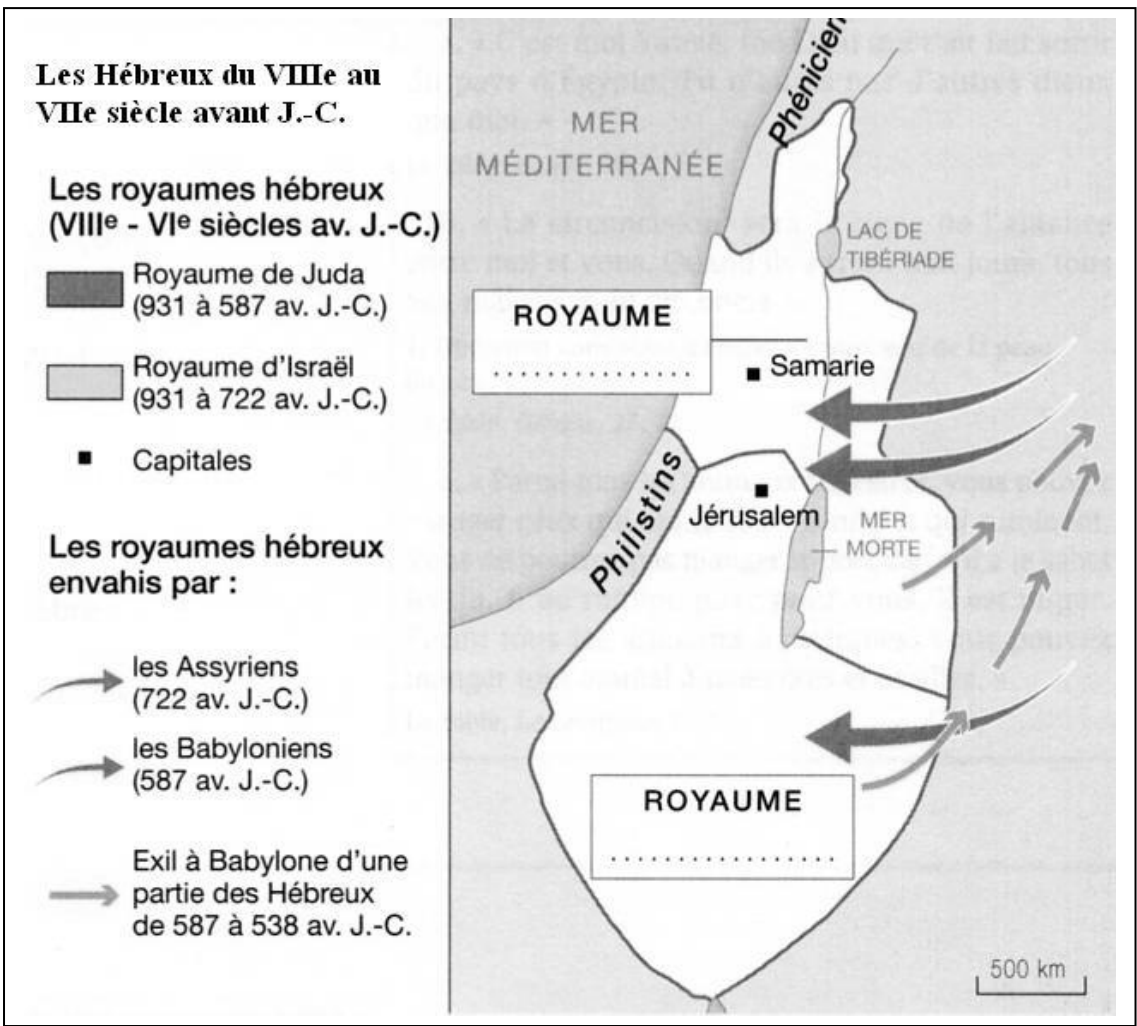 Les Hébreux du VIIIe au
VIIe siècle avant J.-C.
Les royaumes hébreux
(VIIIe - VIe siècles av. J.-C.)
Royaume de Juda
(931 à 587 av. J.-C.)
Royaume d'Israël
(931 à 722 av. J.-C.)
Capitales
Les royaumes hébreux
envahis par :
les Assyriens
(722 av. J.-C.)
les Babyloniens
(587 av. J.-C.)
Exil à Babylone d'une
partie des Hébreux
de 587 à 538 av. J.-C.
Phénicien
MER
MÉDITERRANÉE
LAC DE
TIBÉRIADE
ROYAUME
....................
Samarie
Philistins
Jérusalem
MER
MORTE
ROYAUME
........................
500 km